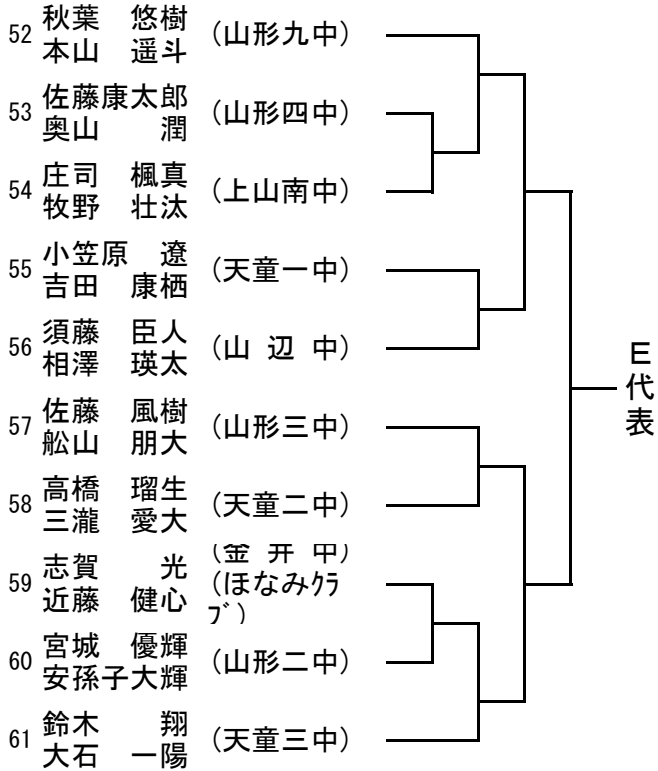 52 秋葉 悠樹 (山形九中)
本山 遥斗
53 佐藤康太郎 (山形四中)
奥山 潤
54 庄司 楓真 (上山南中)
牧野 壮汰
55 小笠原 遼 (天童一中)
吉田 康栖
56 須藤 臣人 (山 辺 中)
相澤 瑛太
57 佐藤 風樹 (山形三中)
舩山 朋大
58 高橋 瑠生 (天童二中)
三瀧 愛大
59 志賀 光 (金 井 中)
近藤 健心 (ほなみｸﾗ
ﾌﾞ)
60 宮城 優輝 (山形二中)
安孫子大輝
61 鈴木 翔 (天童三中)
大石 一陽
E代表